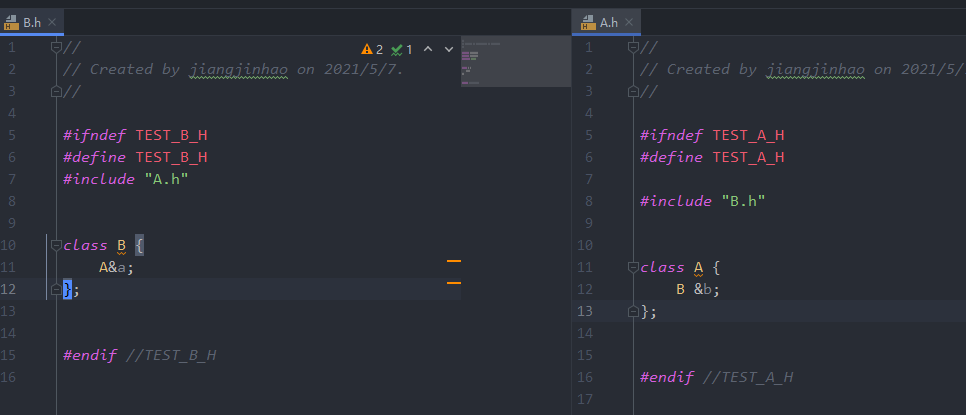 B.h
A.h
2 1
1 //
2 // Created by jiangjinhao on 2021/5/7.
3 //
4
5 #ifndef TEST_B_H
6 #define TEST_B_H
7 #include "A.h"
8
9
10 class B {
11 A&a;
12 };
13
14
15 #endif //TEST_B_H
16
1 //
2 // Created by jiangjinhao on 2021/5/
3 //
4
5 #ifndef TEST_A_H
6 #define TEST_A_H
7
8 #include "B.h"
9
10
11 class A {
12 B &b;
13 };
14
15
16 #endif //TEST_A_H
17